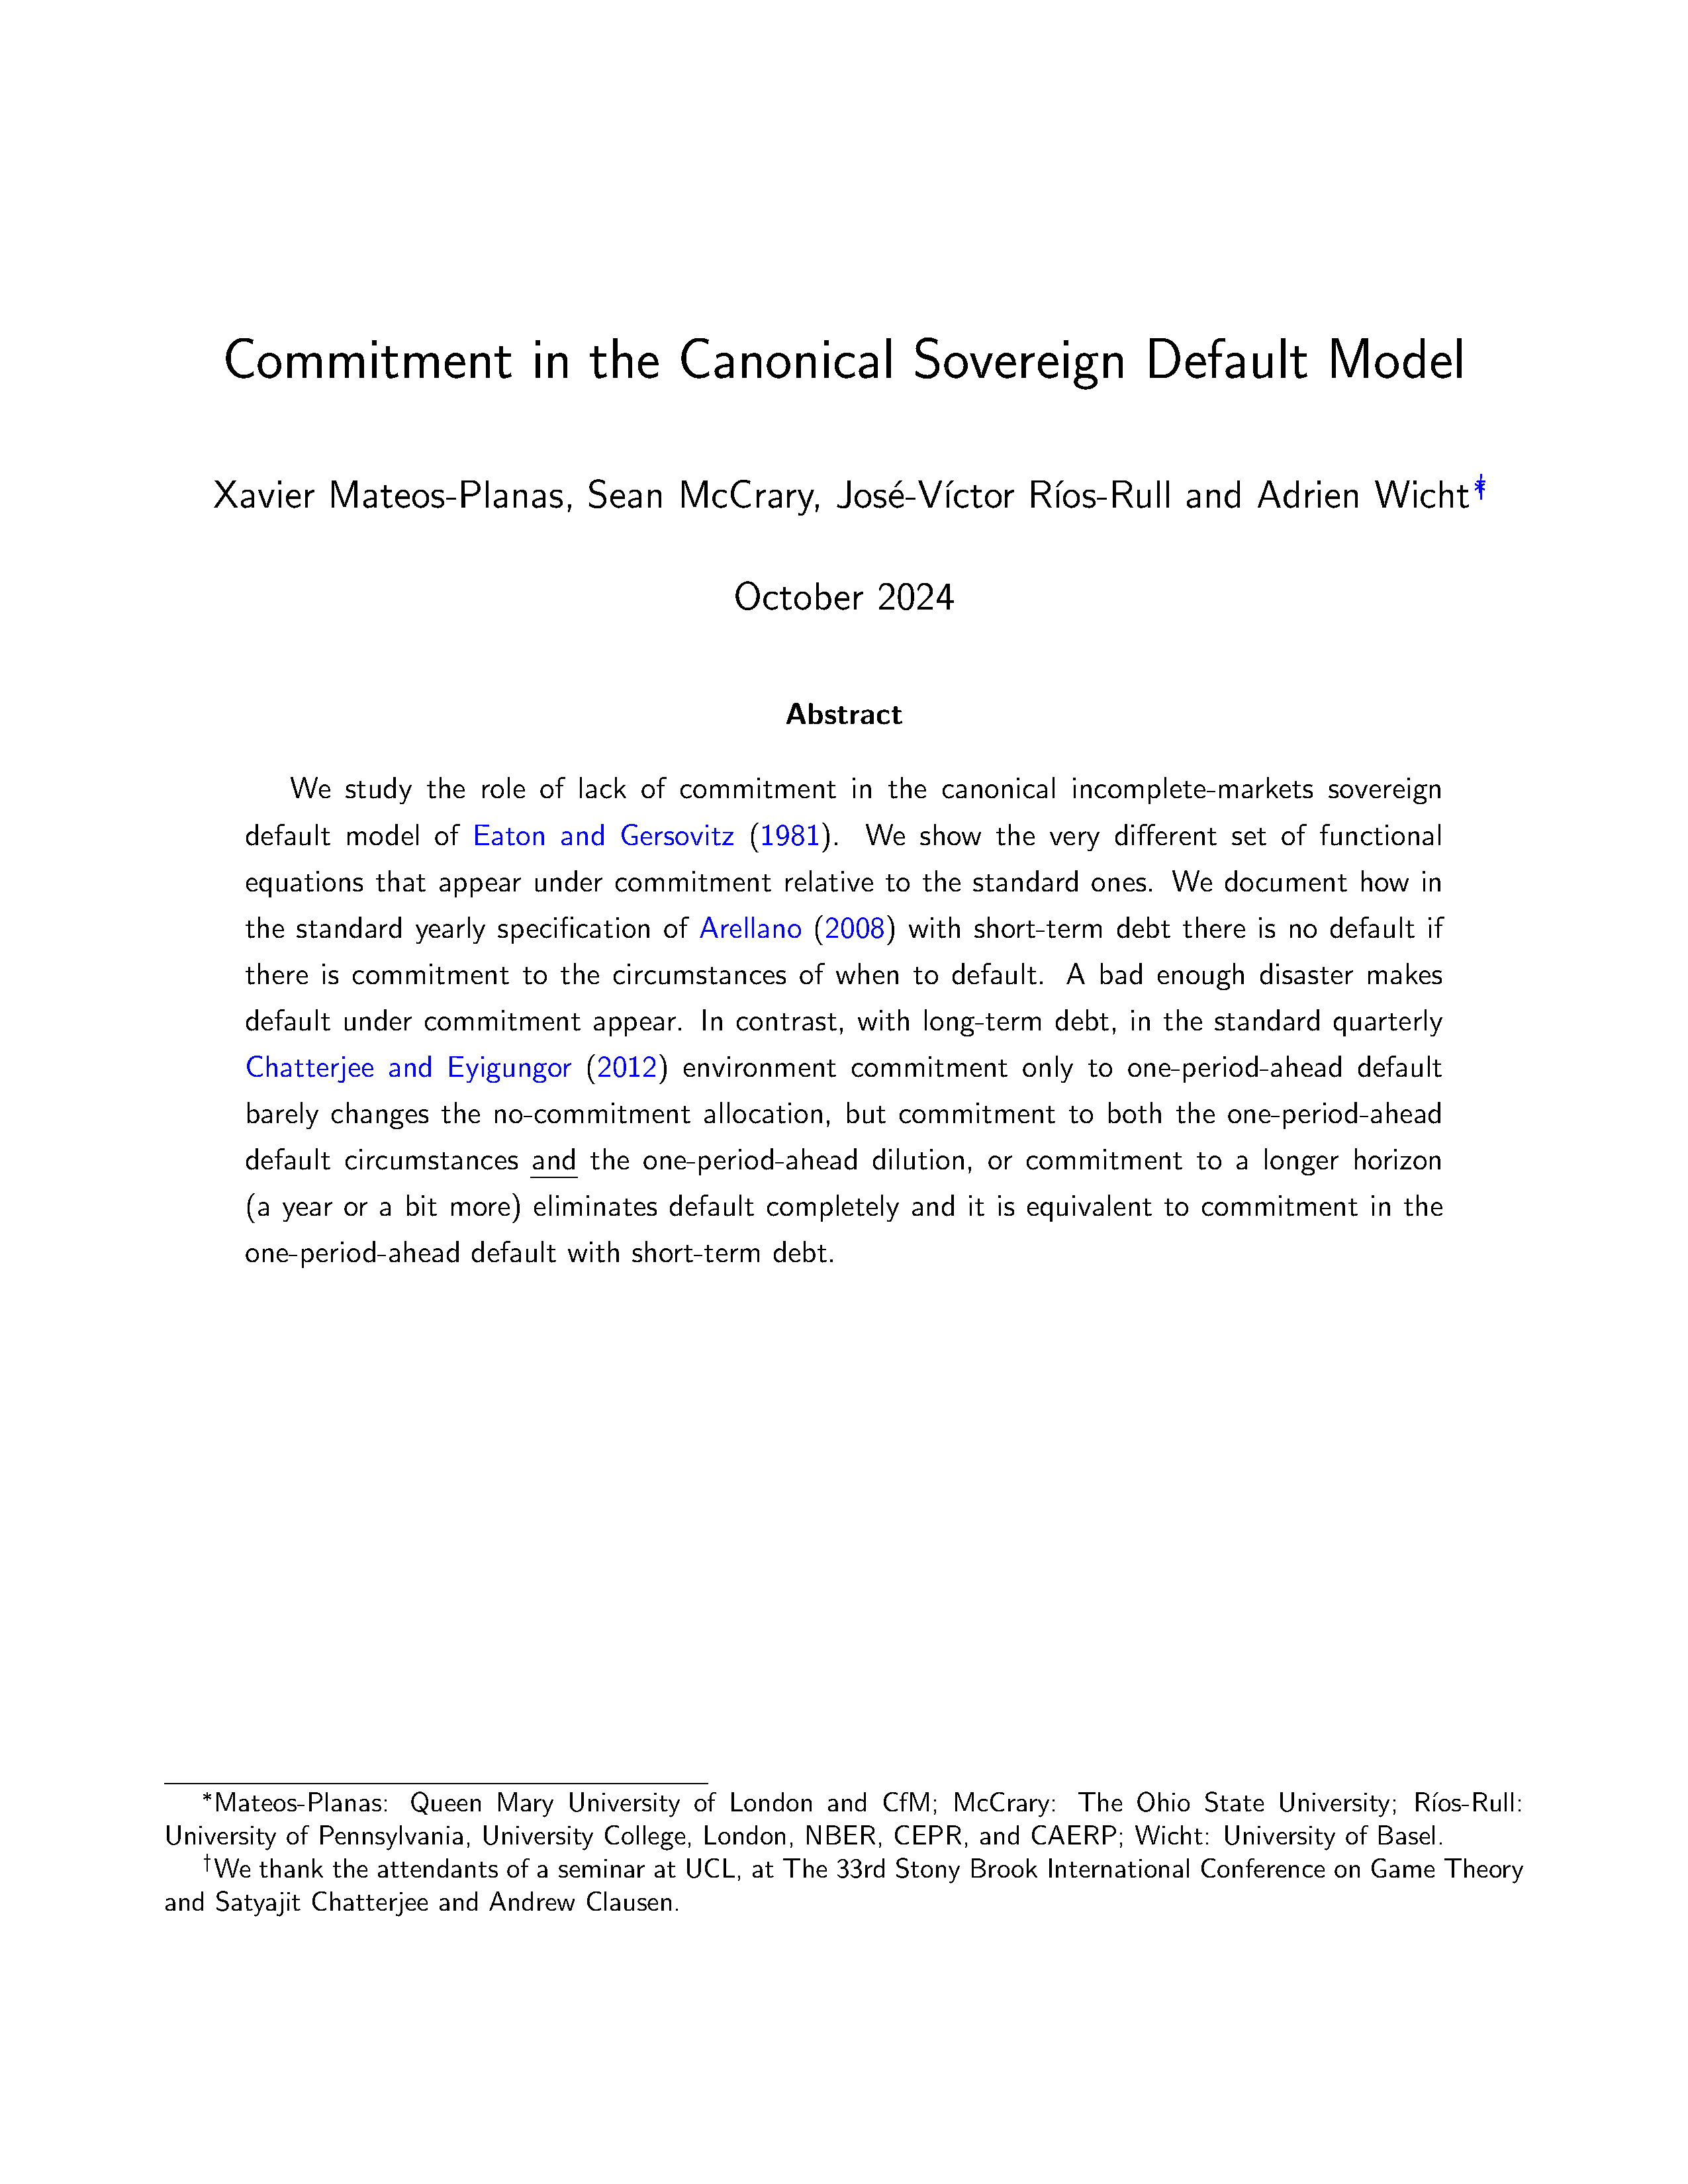 Commitment in the Canonical Sovereign Default Model
Xavier Mateos-Planas, Sean McCrary, José-Víctor Ríos-Rull and Adrien Wicht*†
October 2024
Abstract
We study the role of lack of commitment in the canonical incomplete-markets sovereign
default model of Eaton and Gersovitz (1981). We show the very different set of functional
equations that appear under commitment relative to the standard ones. We document how in
the standard yearly specification of Arellano (2008) with short-term debt there is no default if
there is commitment to the circumstances of when to default. A bad enough disaster makes
default under commitment appear. In contrast, with long-term debt, in the standard quarterly
Chatterjee and Eyigungor (2012) environment commitment only to one-period-ahead default
barely changes the no-commitment allocation, but commitment to both the one-period-ahead
default circumstances and the one-period-ahead dilution, or commitment to a longer horizon
(a year or a bit more) eliminates default completely and it is equivalent to commitment in the
one-period-ahead default with short-term debt.
*Mateos-Planas: Queen Mary University of London and CfM; McCrary: The Ohio State University; Ríos-Rull:
University of Pennsylvania, University College, London, NBER, CEPR, and CAERP; Wicht: University of Basel.
†We thank the attendants of a seminar at UCL, at The 33rd Stony Brook International Conference on Game Theory
and Satyajit Chatterjee and Andrew Clausen.